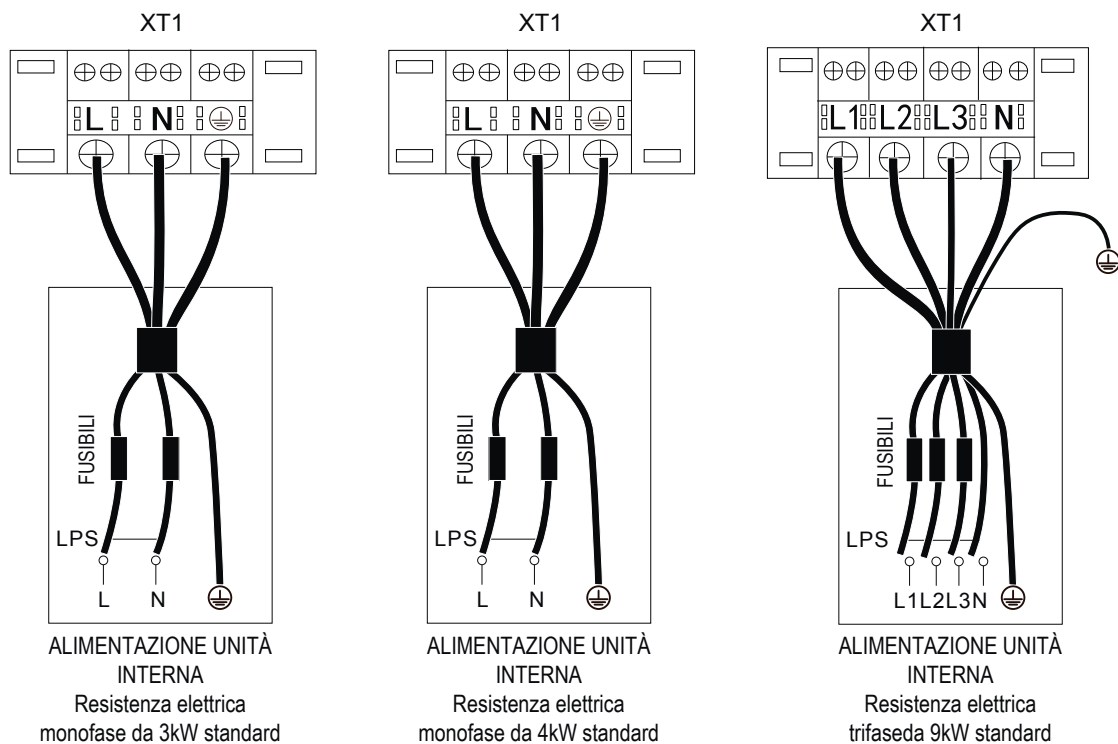 XT1
L N
FUSIBILI
LPS
L N
ALIMENTAZIONE UNITÀ
INTERNA
Resistenza elettrica
monofase da 3kW standard
XT1
L N
FUSIBILI
LPS
L N
ALIMENTAZIONE UNITÀ
INTERNA
Resistenza elettrica
monofase da 4kW standard
XT1
L1 L2 L3 N
FUSIBILI
LPS
L1L2L3N
ALIMENTAZIONE UNITÀ
INTERNA
Resistenza elettrica
trifaseda 9kW standard